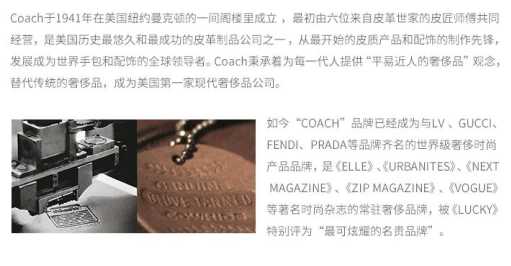 Coach于1941年在美国纽约曼克顿的一间阁楼里成立 ，最初由六位来自皮革世家的皮匠师傅共同
经营，是美国历史最悠久和最成功的皮革制品公司之一 ，从最开始的皮质产品和配饰的制作先锋，
发展成为世界手包和配饰的全球领导者。Coach秉承着为每一代人提供“平易近人的奢侈品”观念，
替代传统的奢侈品，成为美国第一家现代奢侈品公司。
如今“COACH”品牌已经成为与LV 、GUCCI、
FENDI、PRADA等品牌齐名的世界级奢侈时尚
产品品牌，是《ELLE》、《URBANITES》、《NEXT
MAGAZINE》、《ZIP MAGAZINE》、《VOGUE》
等著名时尚杂志的常驻奢侈品牌，被《LUCKY》
特别评为“最可炫耀的名贵品牌”。